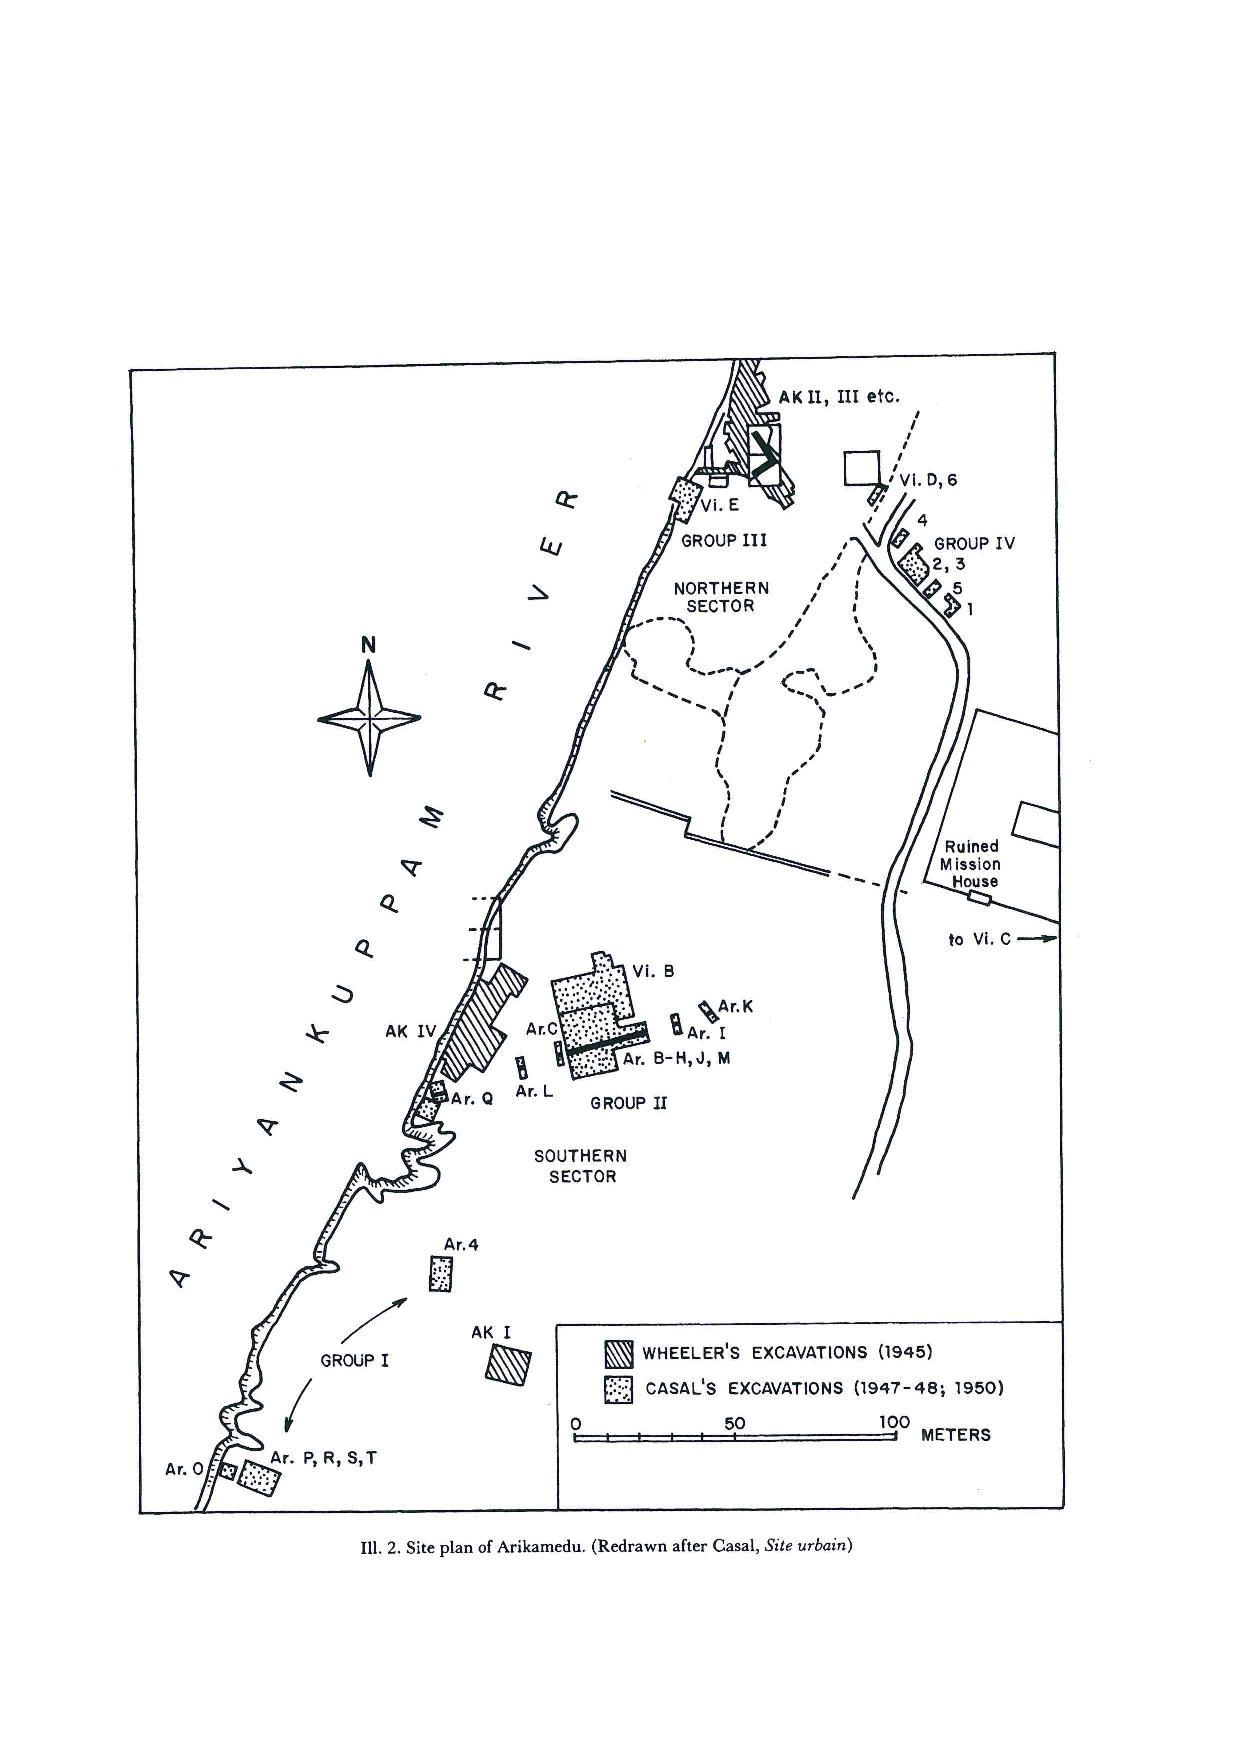 AK II, III etc.
Vi. D, 6
Vi. E
4
GROUP III
GROUP IV
2, 3
NORTHERN
SECTOR
5
1
N
ARIYANKUPPAM RIVER
Ruined
Mission
House
to Vi. C
Vi. B
Ar. K
AK IV
Ar. C
Ar. I
Ar. B-H, J, M
Ar. L
Ar. Q
GROUP II
SOUTHERN
SECTOR
Ar. 4
AK I
GROUP I
WHEELER'S EXCAVATIONS (1945)
CASAL'S EXCAVATIONS (1947-48; 1950)
0 50 100
METERS
Ar. P, R, S, T
Ar. O
Ill. 2. Site plan of Arikamedu. (Redrawn after Casal, Site urbain)